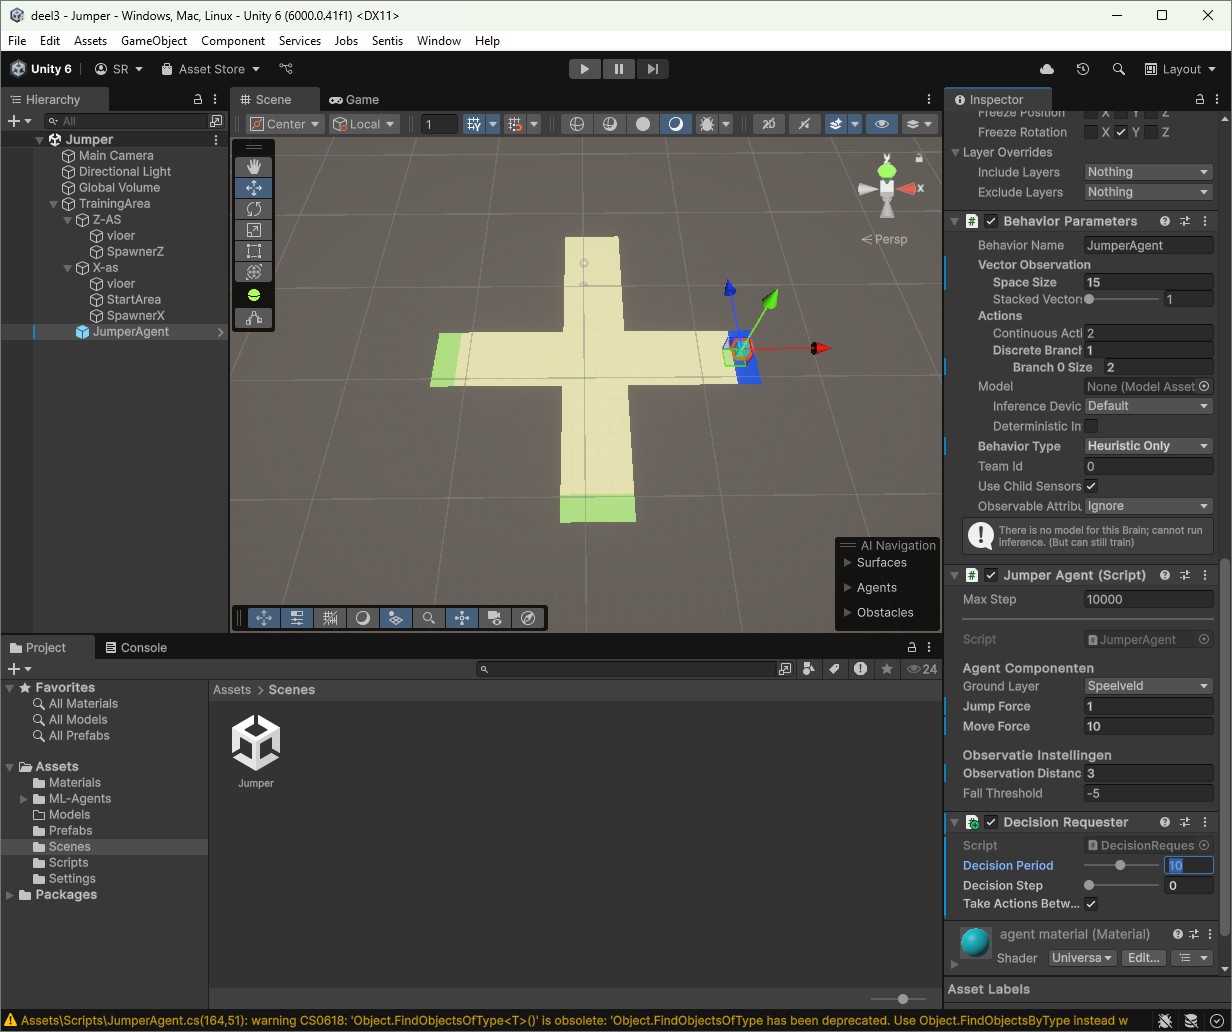 deel3 - Jumper - Windows, Mac, Linux - Unity 6 (6000.0.41f1) <DX11>
File Edit Assets GameObject Component Services Jobs Sentis Window Help
Unity 6 SR Asset Store Layout
Hierarchy
All
Jumper
Main Camera
Directional Light
Global Volume
TrainingArea
Z-AS
vloer
SpawnerZ
X-as
vloer
StartArea
SpawnerX
JumperAgent
Scene Game
Center Local 1 2D
y
x
Persp
AI Navigation
Surfaces
Agents
Obstacles
Inspector
Freeze Position X Y Z
Freeze Rotation X Y Z
Layer Overrides
Include Layers Nothing
Exclude Layers Nothing
Behavior Parameters
Behavior Name JumperAgent
Vector Observation
Space Size 15
Stacked Vectors 1
Actions
Continuous Acti 2
Discrete Branch 1
Branch 0 Size 2
Model None (Model Asset
Inference Devic Default
Deterministic In
Behavior Type Heuristic Only
Team Id 0
Use Child Sensors
Observable Attribu Ignore
There is no model for this Brain; cannot run inference. (But can still train)
Jumper Agent (Script)
Max Step 10000
Script JumperAgent
Agent Componenten
Ground Layer Speelveld
Jump Force 1
Move Force 10
Observatie Instellingen
Observation Distanc 3
Fall Threshold -5
Decision Requester
Script DecisionReques
Decision Period 10
Decision Step 0
Take Actions Betw...
agent material (Material)
Shader Universa Edit...
Asset Labels
Project Console
24
Favorites
All Materials
All Models
All Prefabs
Assets
Materials
ML-Agents
Models
Prefabs
Scenes
Scripts
Settings
Packages
Assets > Scenes
Jumper
Assets\Scripts\JumperAgent.cs(164,51): warning CS0618: 'Object.FindObjectsOfType<T>()' is obsolete: 'Object.FindObjectsOfType has been deprecated. Use Object.FindObjectsByType instead w